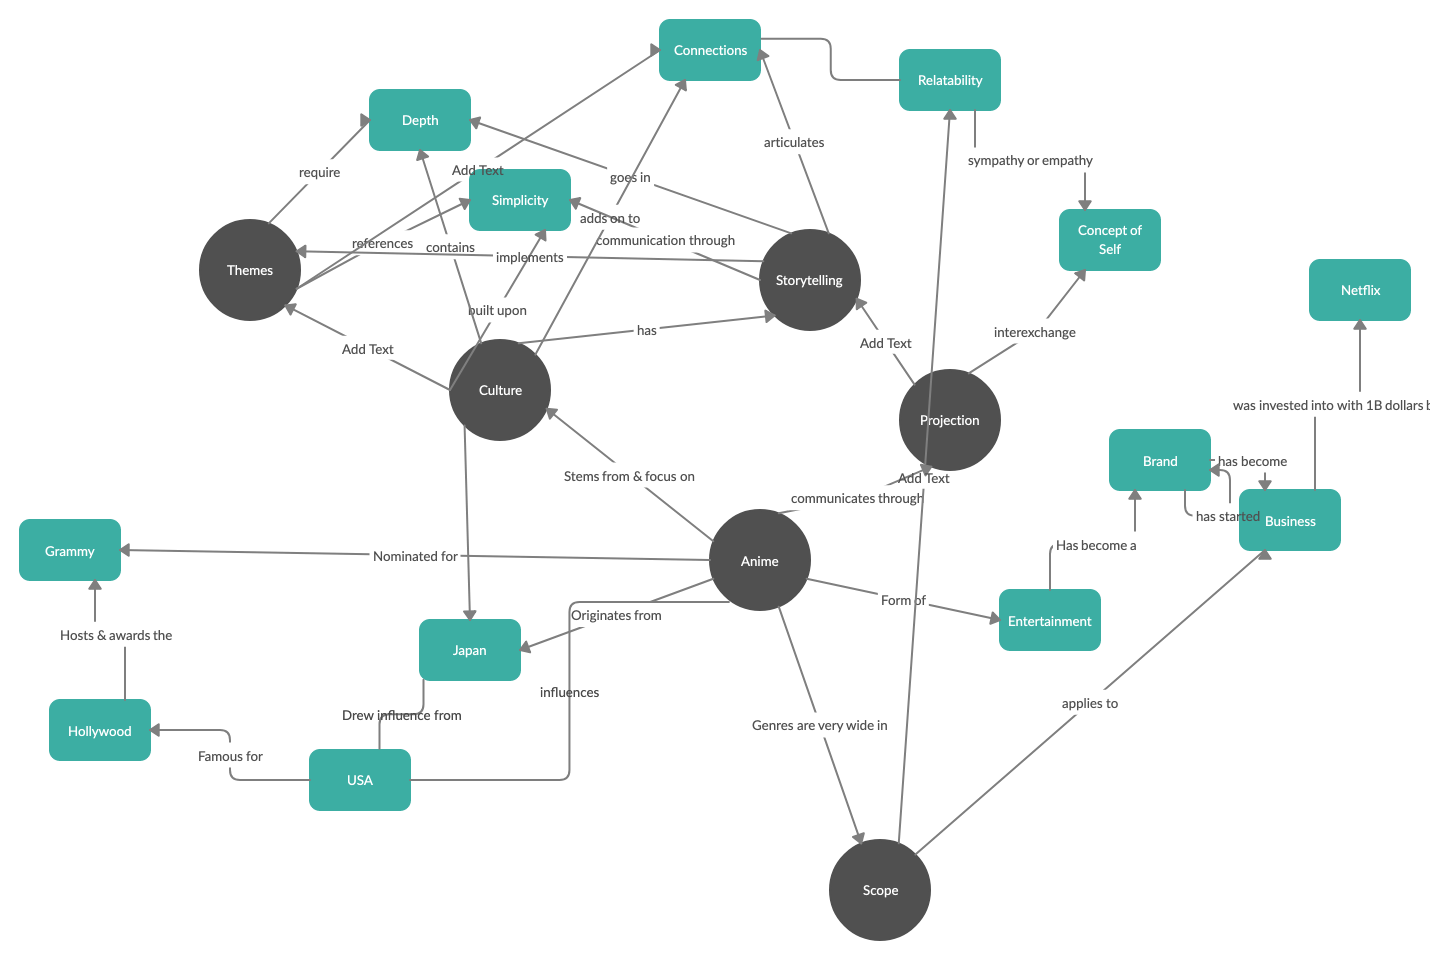 Connections
Relatability
Depth
articulates
sympathy or empathy
require
Add Text
goes in
Simplicity
adds on to
Concept of
Self
references
contains
communication through
implements
Themes
Storytelling
Netflix
built upon
has
interexchange
Add Text
Add Text
Culture
was invested into with 1B dollars b
Projection
Brand
has become
Stems from & focus on
Add Text
communicates through
has started
Business
Grammy
Nominated for
Anime
Has become a
Form of
Originates from
Entertainment
Hosts & awards the
Japan
influences
applies to
Drew influence from
Genres are very wide in
Hollywood
Famous for
USA
Scope